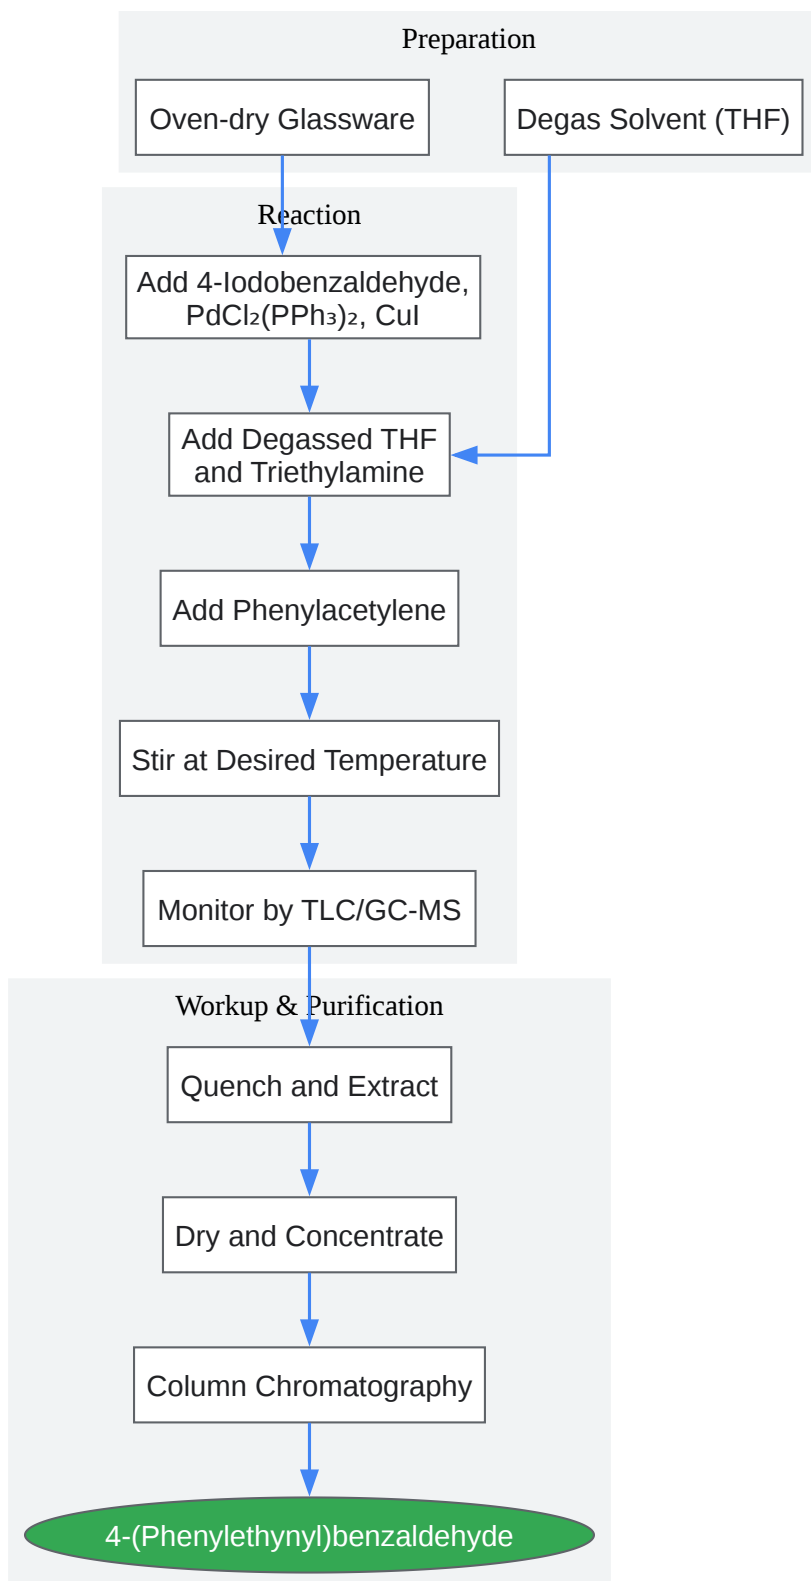 Preparation
Oven-dry Glassware
Degas Solvent (THF)
Reaction
Add 4-Iodobenzaldehyde,
PdCl₂(PPh₃)₂, CuI
Add Degassed THF
and Triethylamine
Add Phenylacetylene
Stir at Desired Temperature
Monitor by TLC/GC-MS
Workup & Purification
Quench and Extract
Dry and Concentrate
Column Chromatography
4-(Phenylethynyl)benzaldehyde